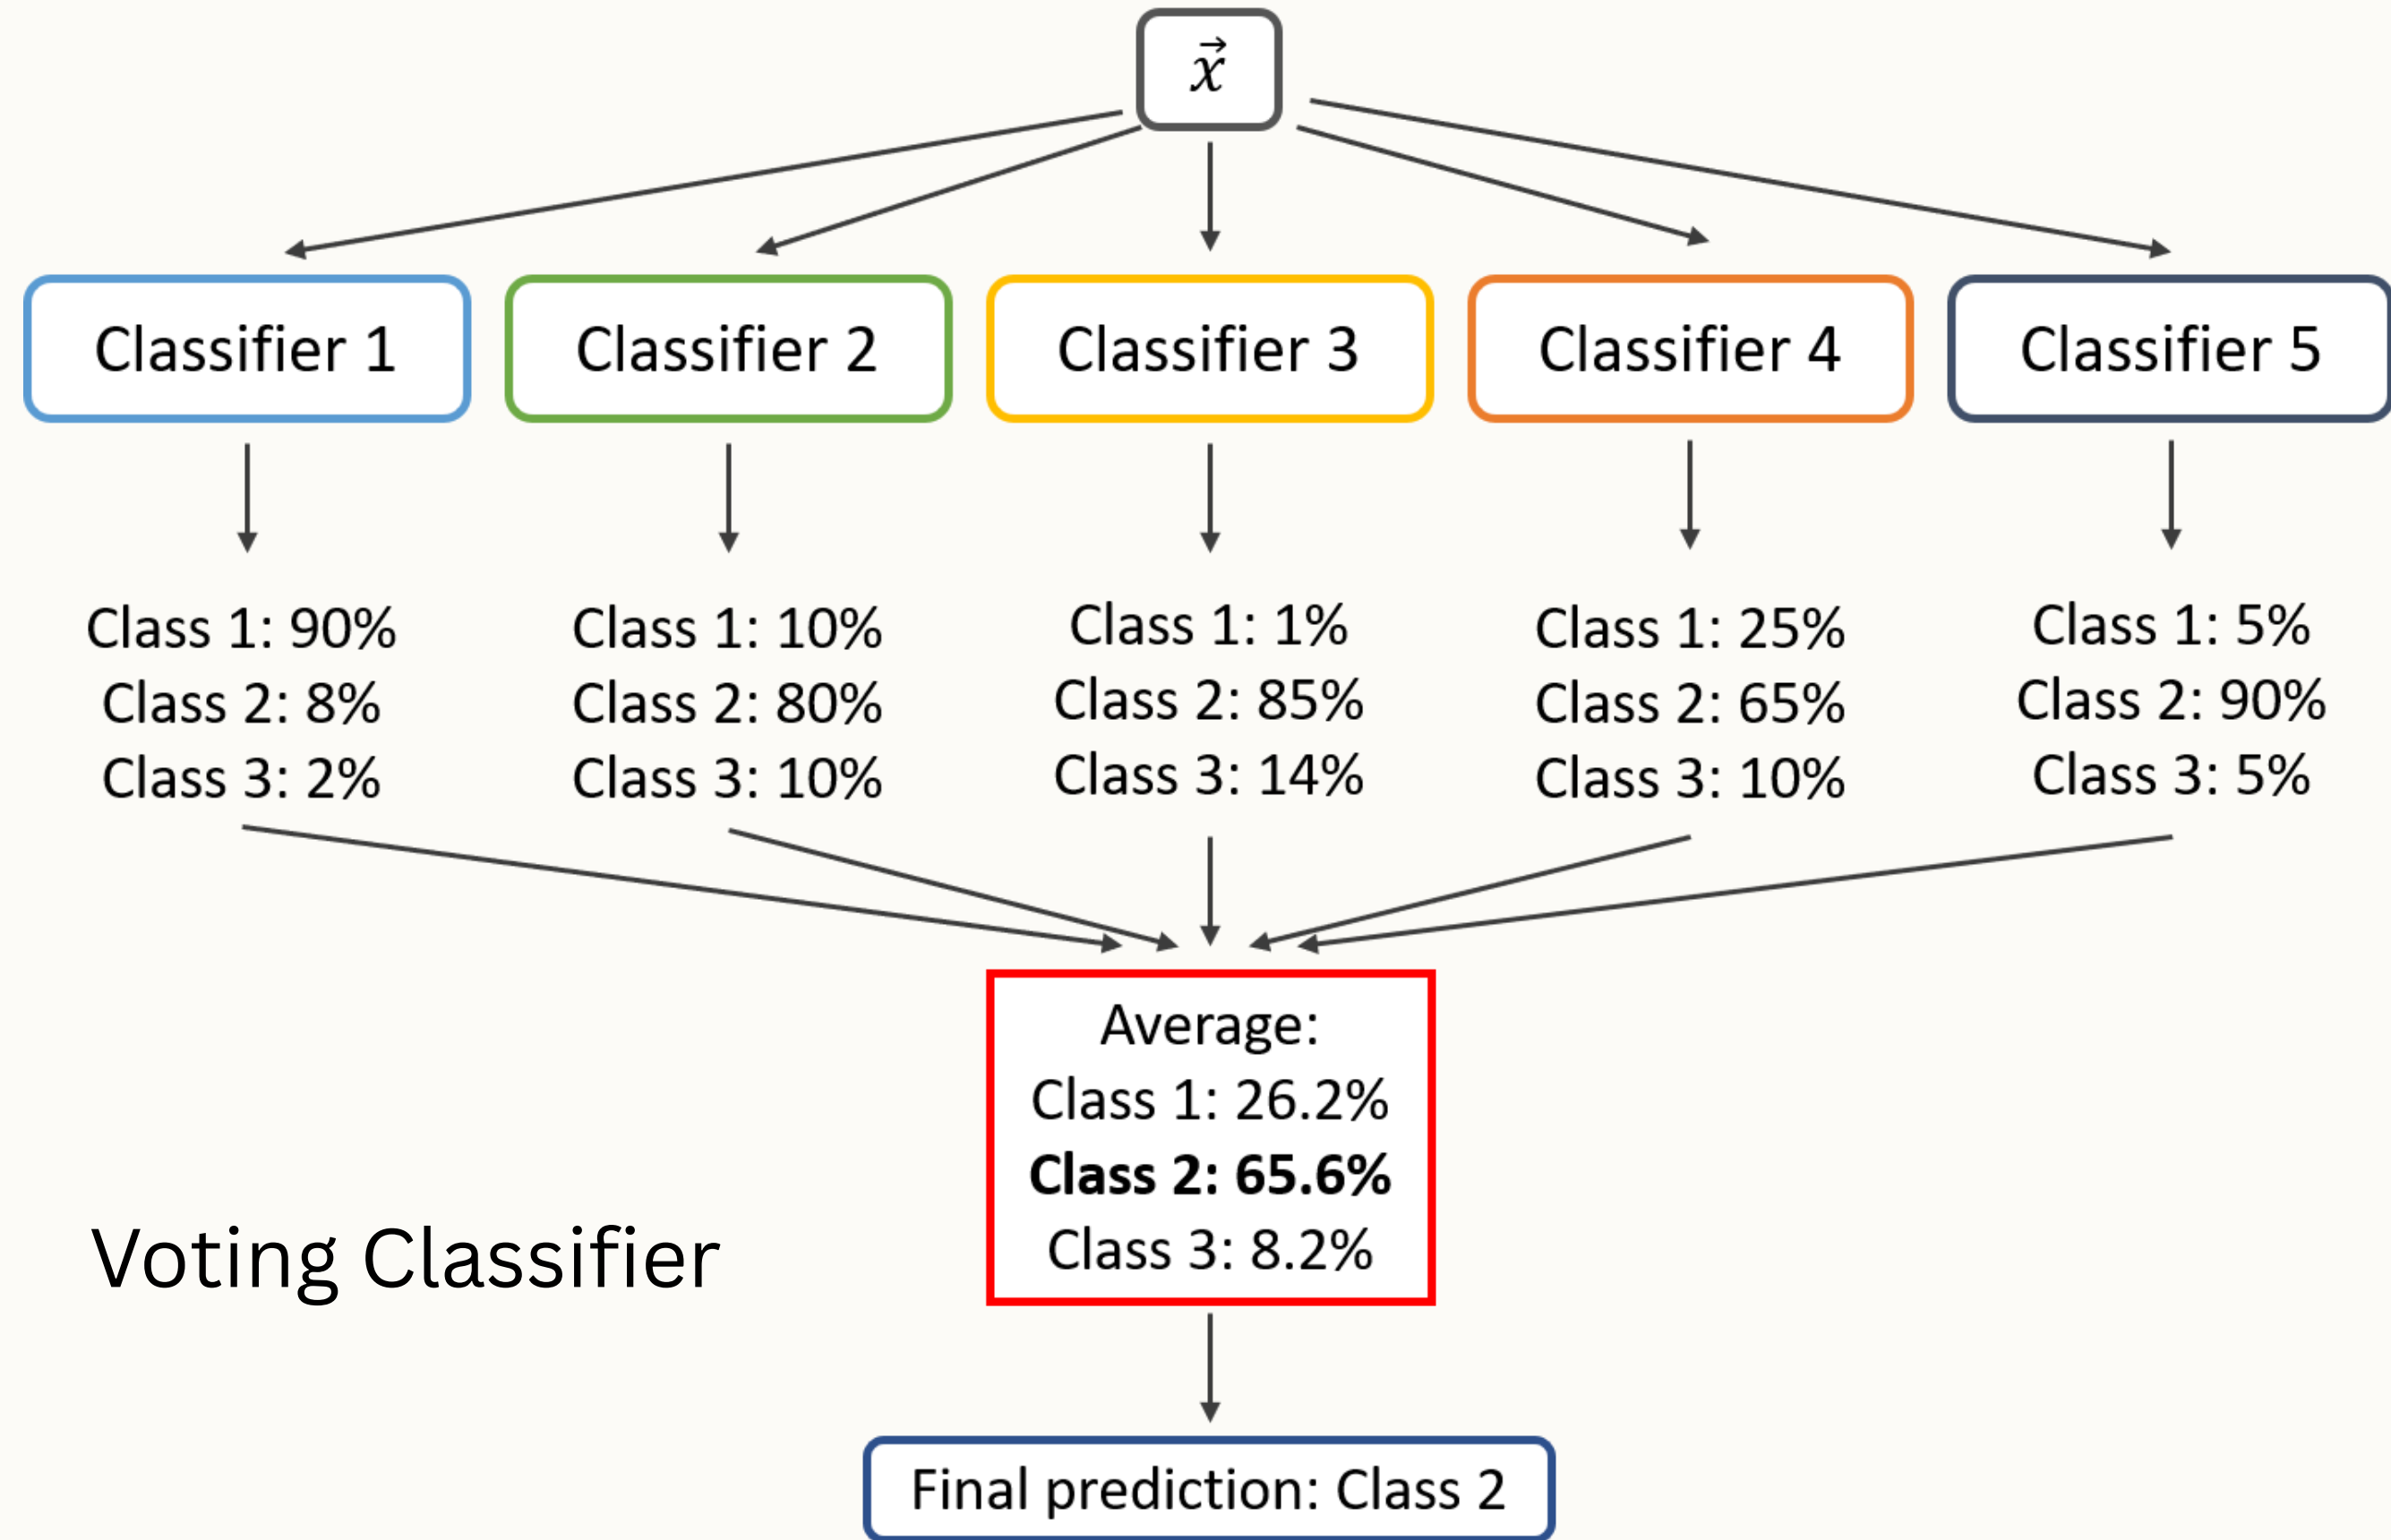 x⃗
Classifier 1
Classifier 2
Classifier 3
Classifier 4
Classifier 5
Class 1: 90%
Class 2: 8%
Class 3: 2%
Class 1: 10%
Class 2: 80%
Class 3: 10%
Class 1: 1%
Class 2: 85%
Class 3: 14%
Class 1: 25%
Class 2: 65%
Class 3: 10%
Class 1: 5%
Class 2: 90%
Class 3: 5%
Average:
Class 1: 26.2%
Class 2: 65.6%
Class 3: 8.2%
Voting Classifier
Final prediction: Class 2